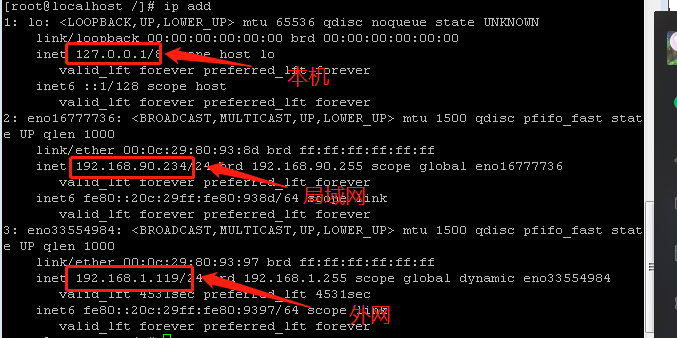 [root@localhost /]# ip add
1: lo: <LOOPBACK,UP,LOWER_UP> mtu 65536 qdisc noqueue state UNKNOWN
link/loopback 00:00:00:00:00:00 brd 00:00:00:00:00:00
inet 127.0.0.1/8 scope host lo
本机
valid_lft forever preferred_lft forever
inet6 ::1/128 scope host
valid_lft forever preferred_lft forever
2: eno16777736: <BROADCAST,MULTICAST,UP,LOWER_UP> mtu 1500 qdisc pfifo_fast stat
e UP qlen 1000
link/ether 00:0c:29:80:93:8d brd ff:ff:ff:ff:ff:ff
inet 192.168.90.234/24 brd 192.168.90.255 scope global eno16777736
valid_lft forever preferred_lft forever
局域网
inet6 fe80::20c:29ff:fe80:938d/64 scope link
valid_lft forever preferred_lft forever
3: eno33554984: <BROADCAST,MULTICAST,UP,LOWER_UP> mtu 1500 qdisc pfifo_fast stat
e UP qlen 1000
link/ether 00:0c:29:80:93:97 brd ff:ff:ff:ff:ff:ff
inet 192.168.1.119/24 brd 192.168.1.255 scope global dynamic eno33554984
valid_lft 4531sec preferred_lft 4531sec
inet6 fe80::20c:29ff:fe80:9397/64 scope link
外网
valid_lft forever preferred_lft forever